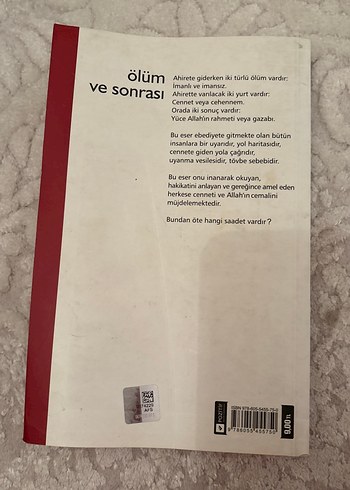 ölüm
ve sonrası
Ahirete giderken iki türlü ölüm vardır:
İmanlı ve imansız.
Ahirette varılacak iki yurt vardır:
Cennet veya cehennem.
Orada iki sonuç vardır:
Yüce Allah'ın rahmeti veya gazabı.
Bu eser ebediyete gitmekte olan bütün
insanlara bir uyarıdır, yol haritasıdır,
cennete giden yola çağrıdır,
uyanma vesilesidir, tövbe sebebidir.
Bu eser onu inanarak okuyan,
hakikatini anlayan ve gereğince amel eden
herkese cenneti ve Allah'ın cemalini
müjdelemektedir.
Bundan öte hangi saadet vardır?
9.00 TL